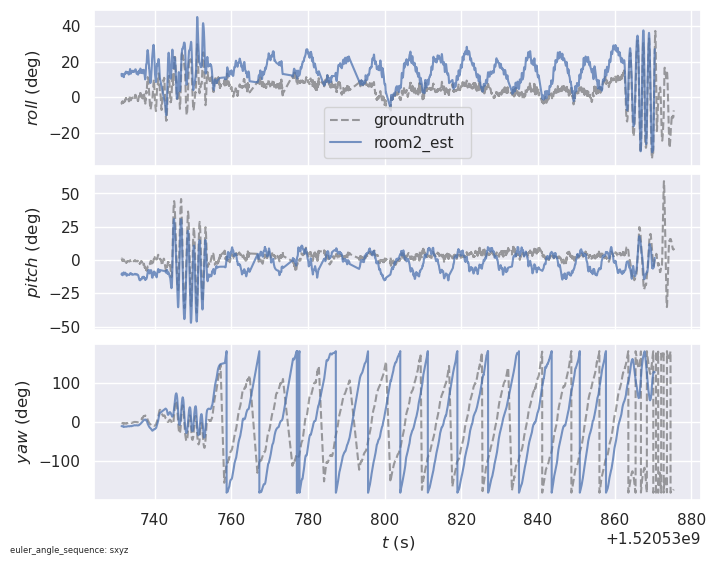 40
20
0
−20
roll (deg)
groundtruth
room2_est
50
25
0
−25
−50
pitch (deg)
100
0
−100
yaw (deg)
740 760 780 800 820 840 860 880
t (s)
+1.52053e9
euler_angle_sequence: sxyz